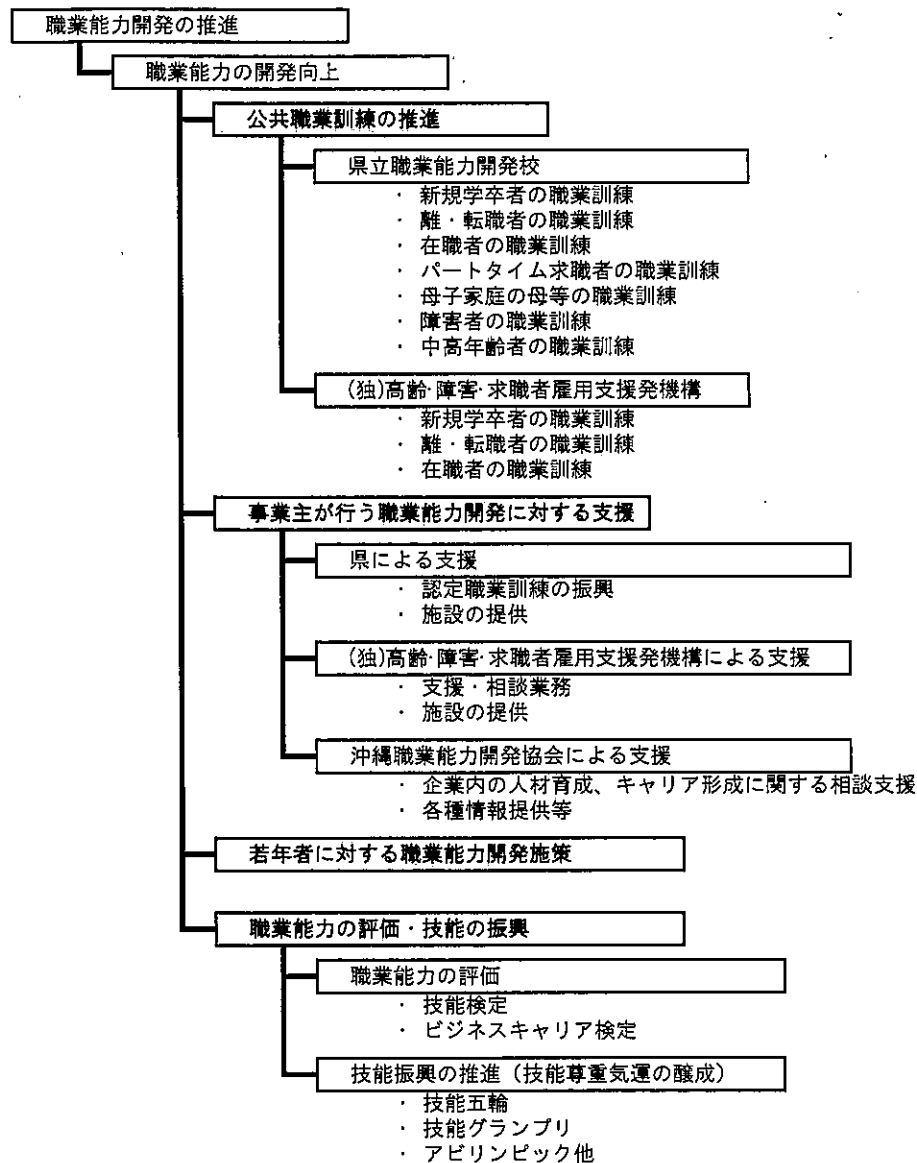 職業能力開発の推進
職業能力の開発向上
公共職業訓練の推進
県立職業能力開発校
・ 新規学卒者の職業訓練
・ 離・転職者の職業訓練
・ 在職者の職業訓練
・ パートタイム求職者の職業訓練
・ 母子家庭の母等の職業訓練
・ 障害者の職業訓練
・ 中高年齢者の職業訓練
(独)高齢・障害・求職者雇用支援発機構
・ 新規学卒者の職業訓練
・ 離・転職者の職業訓練
・ 在職者の職業訓練
事業主が行う職業能力開発に対する支援
県による支援
・ 認定職業訓練の振興
・ 施設の提供
(独)高齢・障害・求職者雇用支援発機構による支援
・ 支援・相談業務
・ 施設の提供
沖縄職業能力開発協会による支援
・ 企業内の人材育成、キャリア形成に関する相談支援
・ 各種情報提供等
若年者に対する職業能力開発施策
職業能力の評価・技能の振興
職業能力の評価
・ 技能検定
・ ビジネスキャリア検定
技能振興の推進（技能尊重気運の醸成）
・ 技能五輪
・ 技能グランプリ
・ アビリンピック他